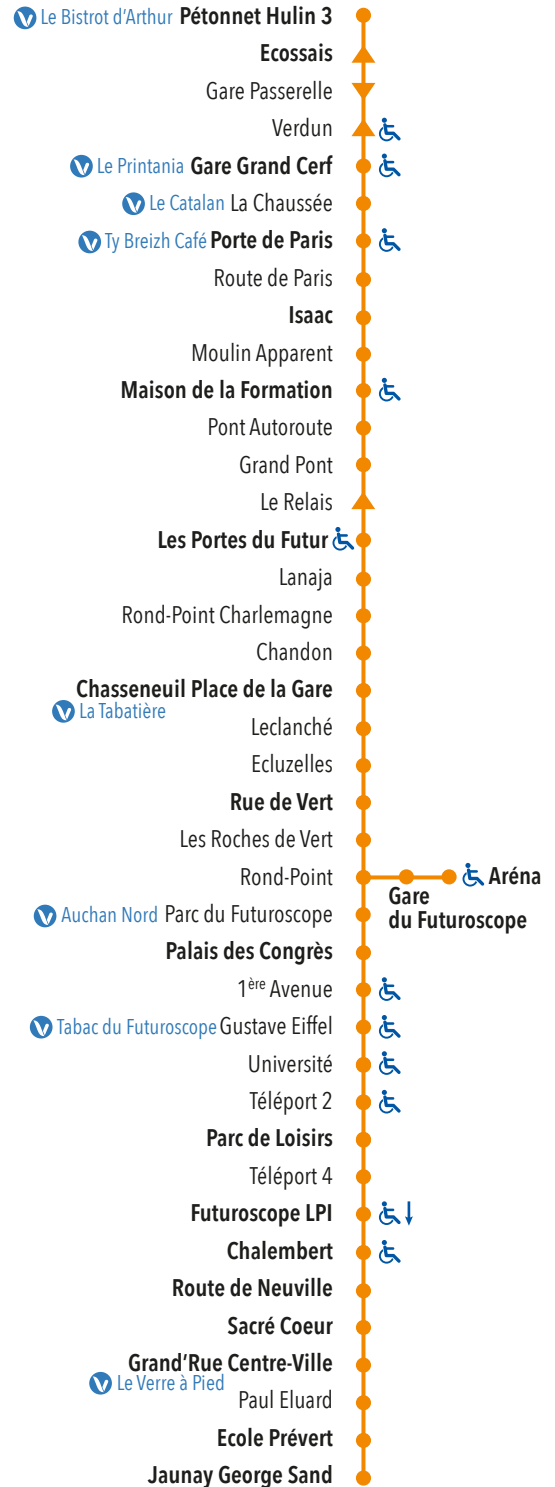 Le Bistrot d'Arthur Pétonnet Hulin 3
Ecossais
Gare Passerelle
Verdun
Le Printania Gare Grand Cerf
Le Catalan La Chaussée
Ty Breizh Café Porte de Paris
Route de Paris
Isaac
Moulin Apparent
Maison de la Formation
Pont Autoroute
Grand Pont
Le Relais
Les Portes du Futur
Lanaja
Rond-Point Charlemagne
Chandon
Chasseneuil Place de la Gare
La Tabatière
Leclanché
Ecluzelles
Rue de Vert
Les Roches de Vert
Rond-Point
Aréna
Gare
du Futuroscope
Auchan Nord Parc du Futuroscope
Palais des Congrès
1ère Avenue
Tabac du Futuroscope Gustave Eiffel
Université
Téléport 2
Parc de Loisirs
Téléport 4
Futuroscope LPI
Chalembert
Route de Neuville
Sacré Coeur
Grand'Rue Centre-Ville
Le Verre à Pied
Paul Eluard
Ecole Prévert
Jaunay George Sand